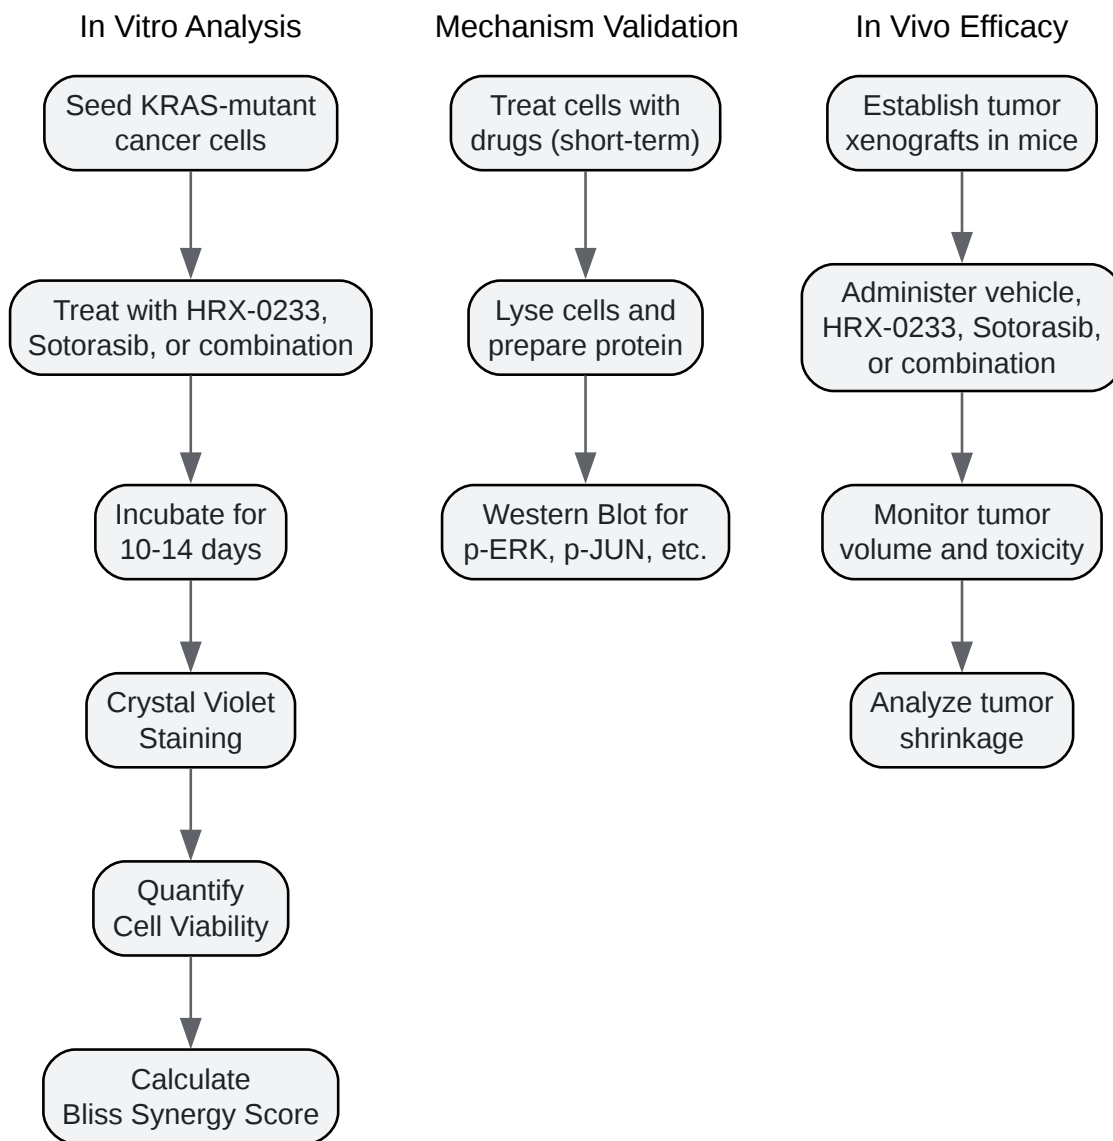 In Vitro Analysis
Seed KRAS-mutant
cancer cells
Treat with HRX-0233,
Sotorasib, or combination
Incubate for
10-14 days
Crystal Violet
Staining
Quantify
Cell Viability
Calculate
Bliss Synergy Score
Mechanism Validation
Treat cells with
drugs (short-term)
Lyse cells and
prepare protein
Western Blot for
p-ERK, p-JUN, etc.
In Vivo Efficacy
Establish tumor
xenografts in mice
Administer vehicle,
HRX-0233, Sotorasib,
or combination
Monitor tumor
volume and toxicity
Analyze tumor
shrinkage